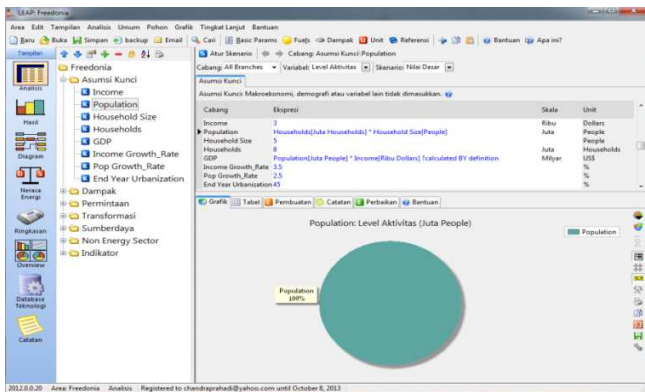 LEAP: Freedonia
Area Edit Tampilan Analisis Umum Pohon Grafik Tingkat Lanjut Bantuan
Baru Buka Simpan backup Email Cari Basic Params Fuels Dampak Unit Referensi Bantuan Apa ini?
Tampilan
Analisis
Hasil
Diagram
Neraca Energi
Ringkasan
Overview
Database Teknologi
Catatan
Freedonia
Asumsi Kunci
Income
Population
Household Size
Households
GDP
Income Growth_Rate
Pop Growth_Rate
End Year Urbanization
Dampak
Permintaan
Transformasi
Sumberdaya
Non Energy Sector
Indikator
Atur Skenario Cabang: Asumsi Kunci\Population
Cabang: All Branches Variabel: Level Aktivitas Skenario: Nilai Dasar
Asumsi Kunci
Asumsi Kunci: Makroekonomi, demografi atau variabel lain tidak dimasukkan.
Cabang Ekspresi Skala Unit
Income 3 Ribu Dollars
Population Households[Juta Households] * Household Size[People] Juta People
Household Size 5 People
Households 8 Juta Households
GDP Population[Juta People] * Income[Ribu Dollars] ?calculated BY definition Milyar US$
Income Growth_Rate 3.5 %
Pop Growth_Rate 2.5 %
End Year Urbanization 45 %
Grafik Tabel Pembuatan Catatan Perbaikan Bantuan
Population: Level Aktivitas (Juta People)
Population
Population
100%
2012.0.0.20 Area: Freedonia Analisis Registered to chandraprahadi@yahoo.com until October 8, 2013